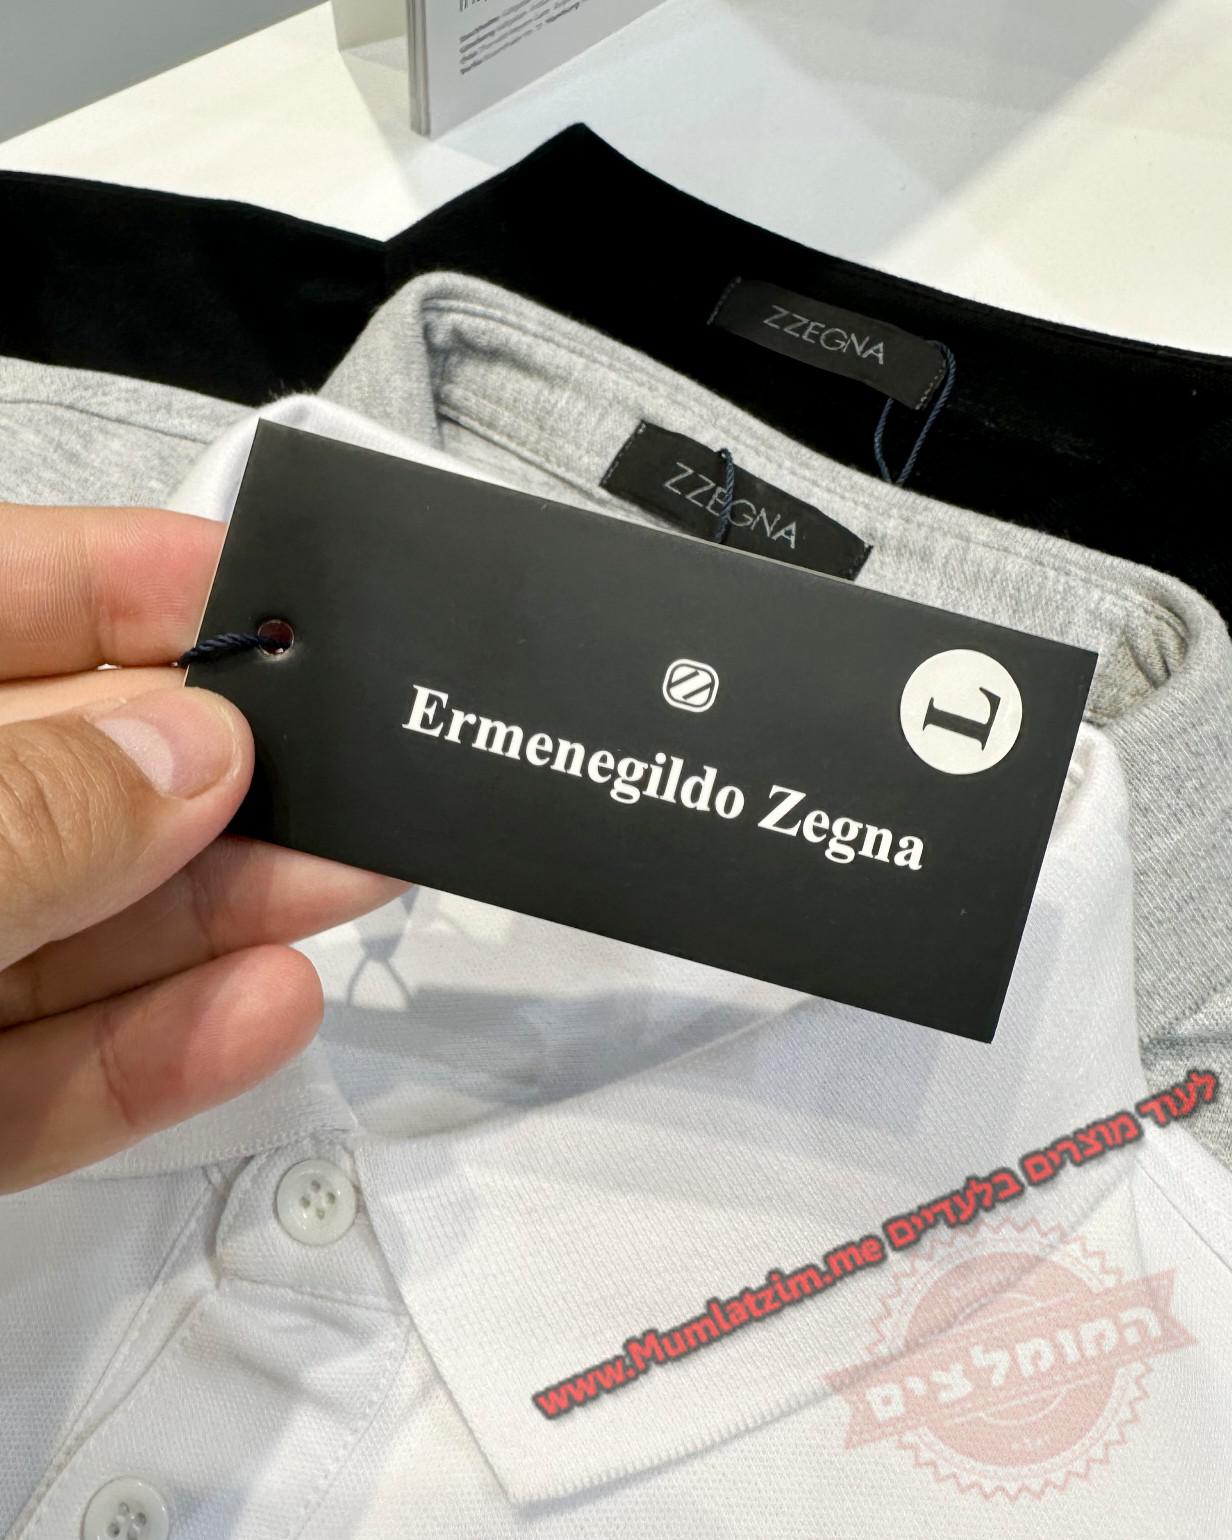 ZZEGNA
ZZEGNA
L
Ermenegildo Zegna
לעוד מוצרים בלעדיים www.Mumlatzim.me
המומלצים